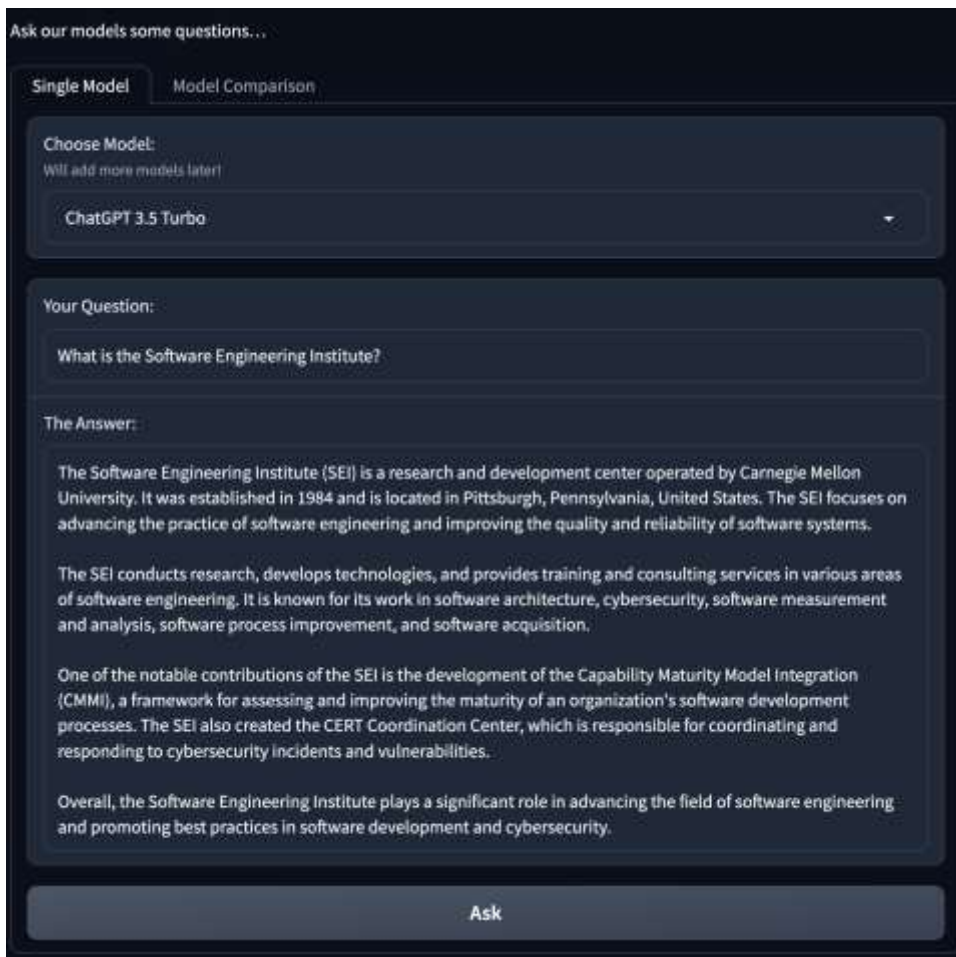 Ask our models some questions...
Single Model
Model Comparison
Choose Model:
Will add more models later!
ChatGPT 3.5 Turbo
Your Question:
What is the Software Engineering Institute?
The Answer:
The Software Engineering Institute (SEI) is a research and development center operated by Carnegie Mellon
University. It was established in 1984 and is located in Pittsburgh, Pennsylvania, United States. The SEI focuses on
advancing the practice of software engineering and improving the quality and reliability of software systems.
The SEI conducts research, develops technologies, and provides training and consulting services in various areas
of software engineering. It is known for its work in software architecture, cybersecurity, software measurement
and analysis, software process improvement, and software acquisition.
One of the notable contributions of the SEI is the development of the Capability Maturity Model Integration
(CMMI), a framework for assessing and improving the maturity of an organization's software development
processes. The SEI also created the CERT Coordination Center, which is responsible for coordinating and
responding to cybersecurity incidents and vulnerabilities.
Overall, the Software Engineering Institute plays a significant role in advancing the field of software engineering
and promoting best practices in software development and cybersecurity.
Ask